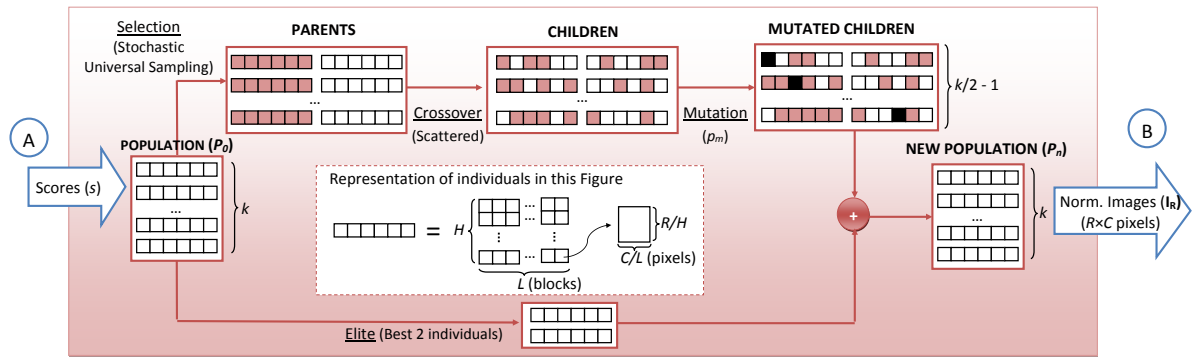 Selection
(Stochastic
Universal Sampling)
PARENTS
...
CHILDREN
...
MUTATED CHILDREN
...
k/2 - 1
Crossover
(Scattered)
Mutation
(pm)
A
Scores (s)
POPULATION (P0)
...
k
Representation of individuals in this Figure
=
H
...
...
R/H
C/L (pixels)
L (blocks)
+
NEW POPULATION (Pn)
...
k
B
Norm. Images (IR)
(R×C pixels)
Elite (Best 2 individuals)